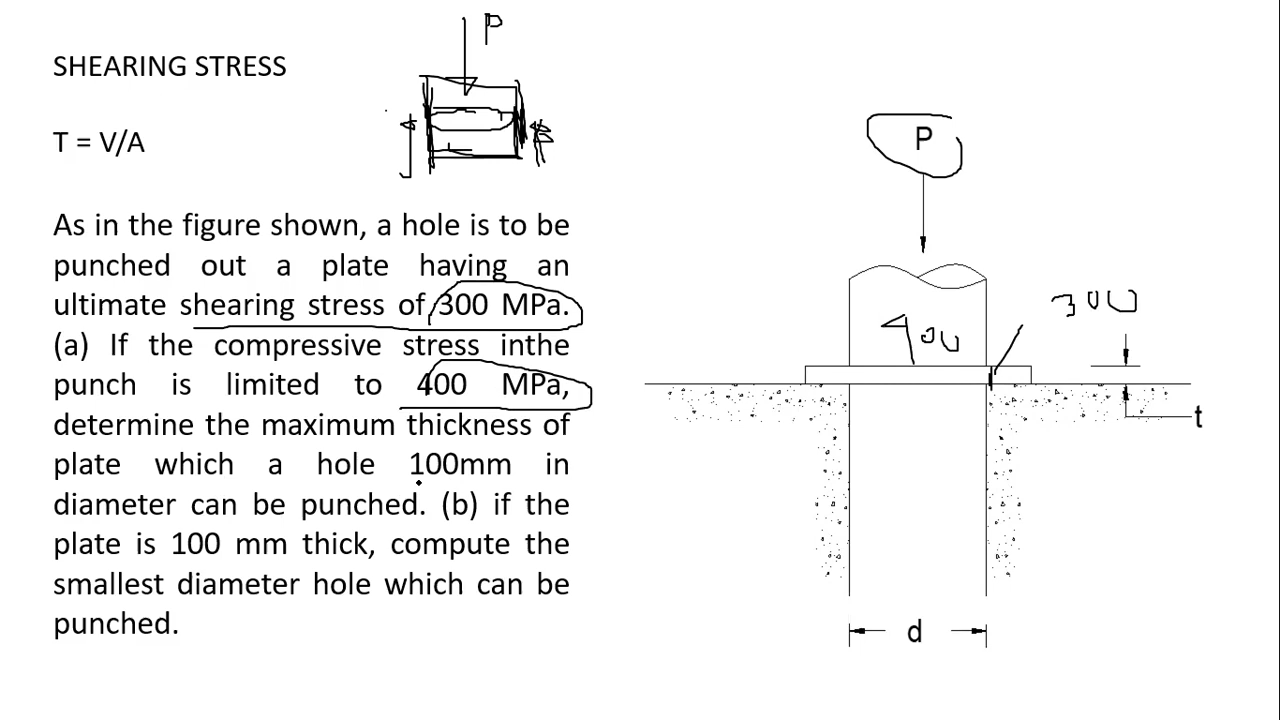 SHEARING STRESS
P
T = V/A
As in the figure shown, a hole is to be
punched out a plate having an
ultimate shearing stress of 300 MPa.
(a) If the compressive stress inthe
punch is limited to 400 MPa,
determine the maximum thickness of
plate which a hole 100mm in
diameter can be punched. (b) if the
plate is 100 mm thick, compute the
smallest diameter hole which can be
punched.
P
300
400
t
d